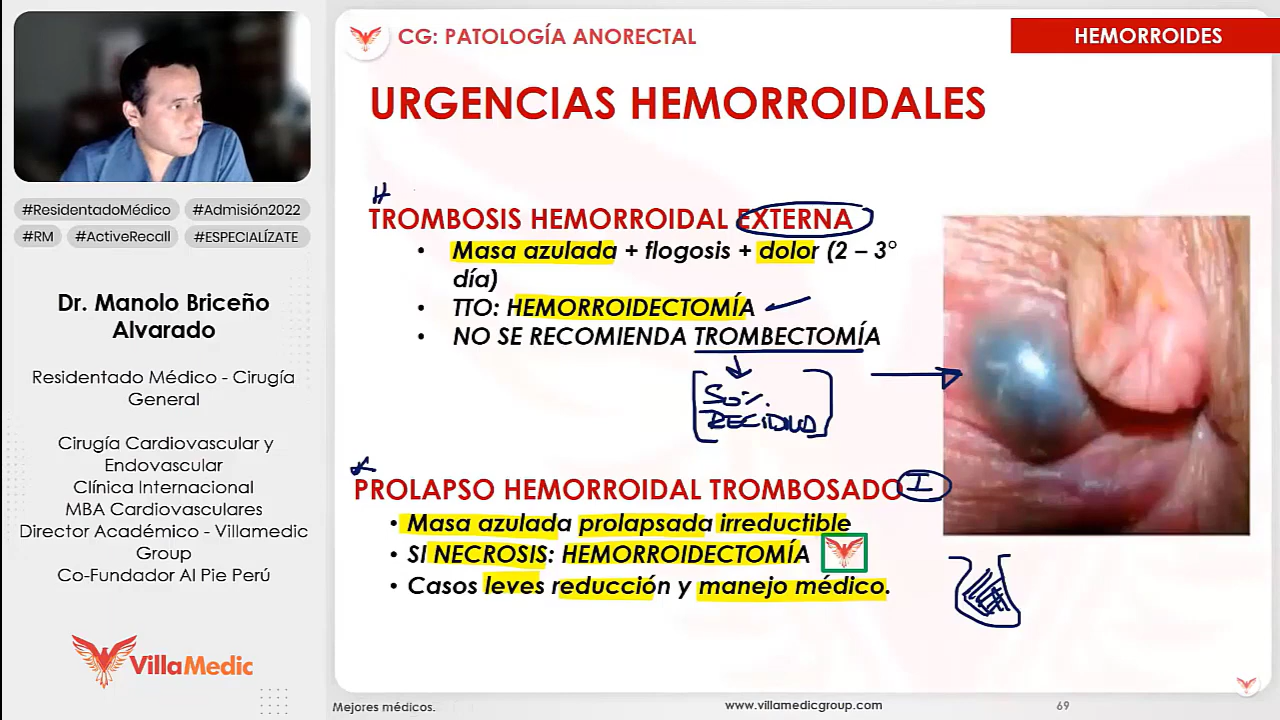 CG: PATOLOGÍA ANORECTAL
HEMORROIDES
URGENCIAS HEMORROIDALES
TROMBOSIS HEMORROIDAL EXTERNA
• Masa azulada + flogosis + dolor (2 – 3°
día)
• TTO: HEMORROIDECTOMÍA
• NO SE RECOMIENDA TROMBECTOMÍA
50%.
RECIDIVA
PROLAPSO HEMORROIDAL TROMBOSADO I
• Masa azulada prolapsada irreductible
• SI NECROSIS: HEMORROIDECTOMÍA
• Casos leves reducción y manejo médico.
#ResidentadoMédico #Admisión2022
#RM #ActiveRecall #ESPECIALÍZATE
Dr. Manolo Briceño
Alvarado
Residentado Médico - Cirugía
General
Cirugía Cardiovascular y
Endovascular
Clínica Internacional
MBA Cardiovasculares
Director Académico - Villamedic
Group
Co-Fundador Al Pie Perú
VillaMedic
Mejores médicos.
www.villamedicgroup.com
69